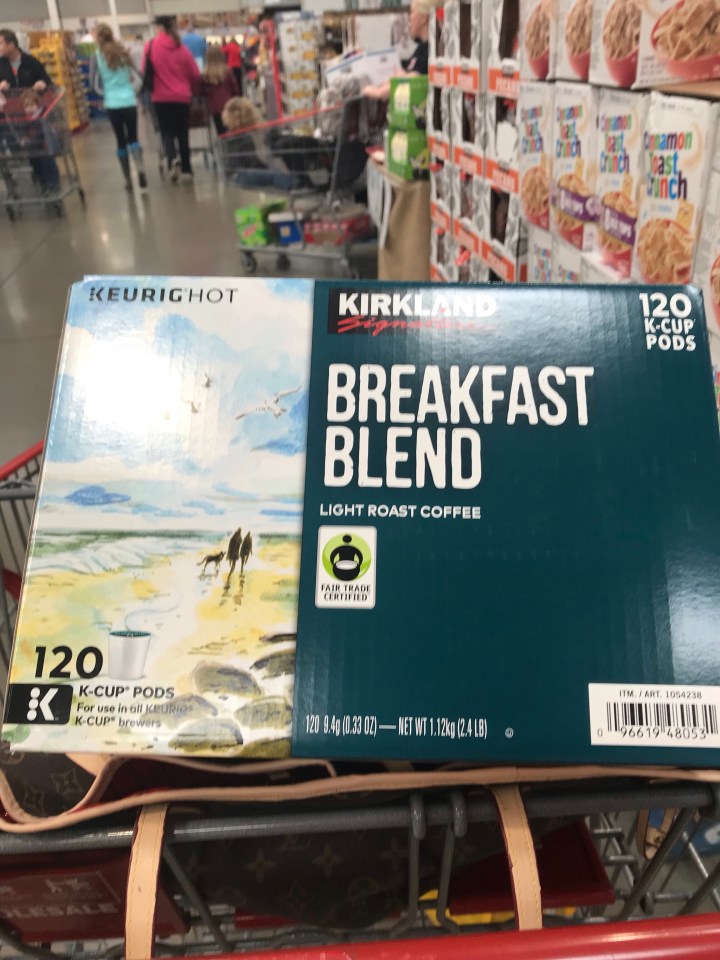 KEURIG HOT
KIRKLAND
Signature
120
K-CUP
PODS
BREAKFAST
BLEND
LIGHT ROAST COFFEE
FAIR TRADE
CERTIFIED
120
K-CUP® PODS
For use in all KEURIG®
K-CUP® brewers
120 9.4g (0.33 OZ) — NET WT 1.12kg (2.4 LB)
ITM. / ART. 1054238
0 96619 48053
Cinnamon
Toast
Crunch
LESALE